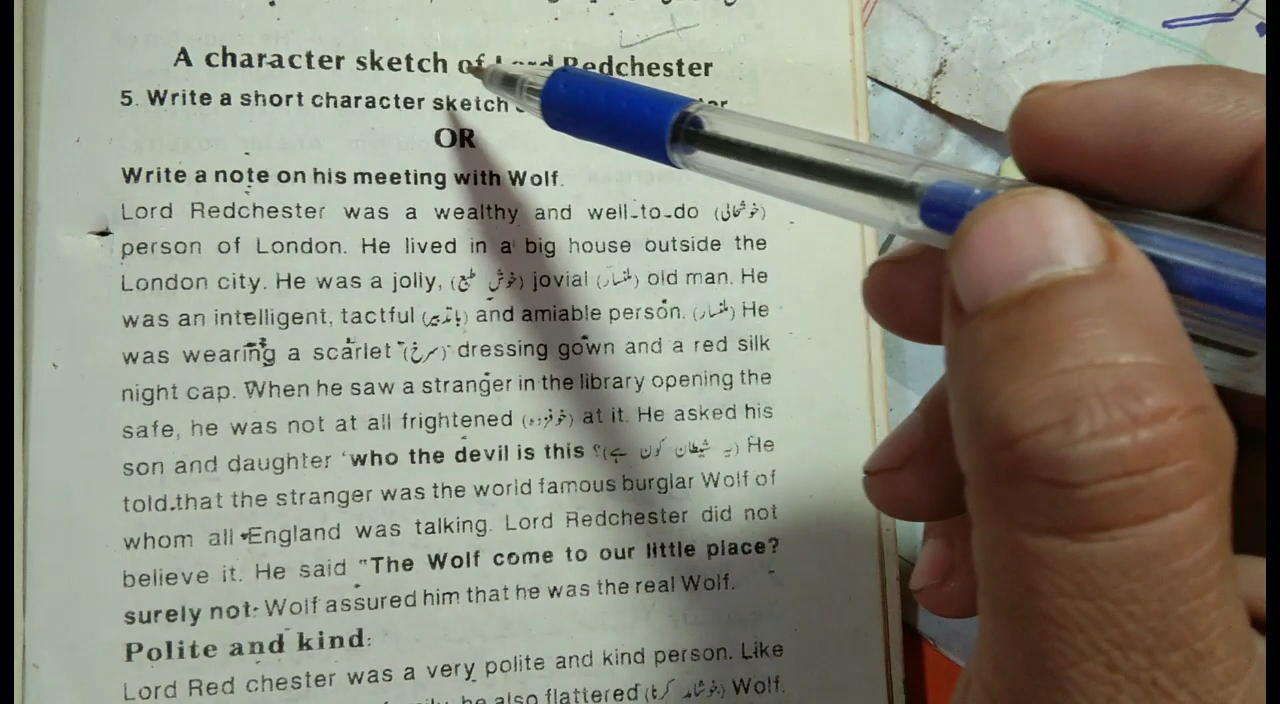 A character sketch of Lord Redchester
5. Write a short character sketch
OR
Write a note on his meeting with Wolf.
Lord Redchester was a wealthy and well-to-do (خوشحالی)
person of London. He lived in a big house outside the
London city. He was a jolly, (خوش طبع) jovial (ملنسار) old man. He
was an intelligent, tactful (باتدبیر) and amiable person. (ملنسار) He
was wearing a scarlet (سرخ) dressing gown and a red silk
night cap. When he saw a stranger in the library opening the
safe, he was not at all frightened (خوفزدہ) at it. He asked his
son and daughter 'who the devil is this ?(یہ شیطان کون ہے) He
told.that the stranger was the world famous burglar Wolf of
whom all England was talking. Lord Redchester did not
believe it. He said "The Wolf come to our little place?
surely not: Wolf assured him that he was the real Wolf.
Polite and kind:
Lord Red chester was a very polite and kind person. Like
he also flattered (خوشامد کرنا) Wolf.